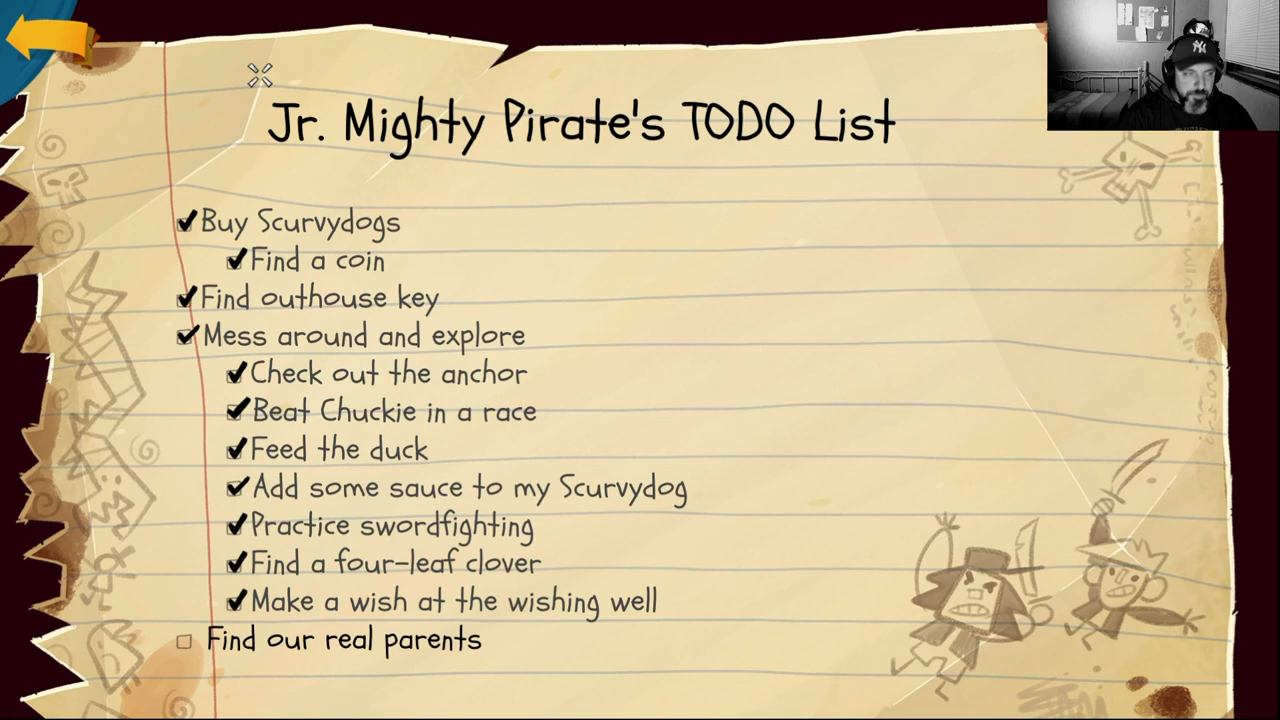 Jr. Mighty Pirate's TODO List
Buy Scurvydogs
Find a coin
Find outhouse key
Mess around and explore
Check out the anchor
Beat Chuckie in a race
Feed the duck
Add some sauce to my Scurvydog
Practice swordfighting
Find a four-leaf clover
Make a wish at the wishing well
Find our real parents